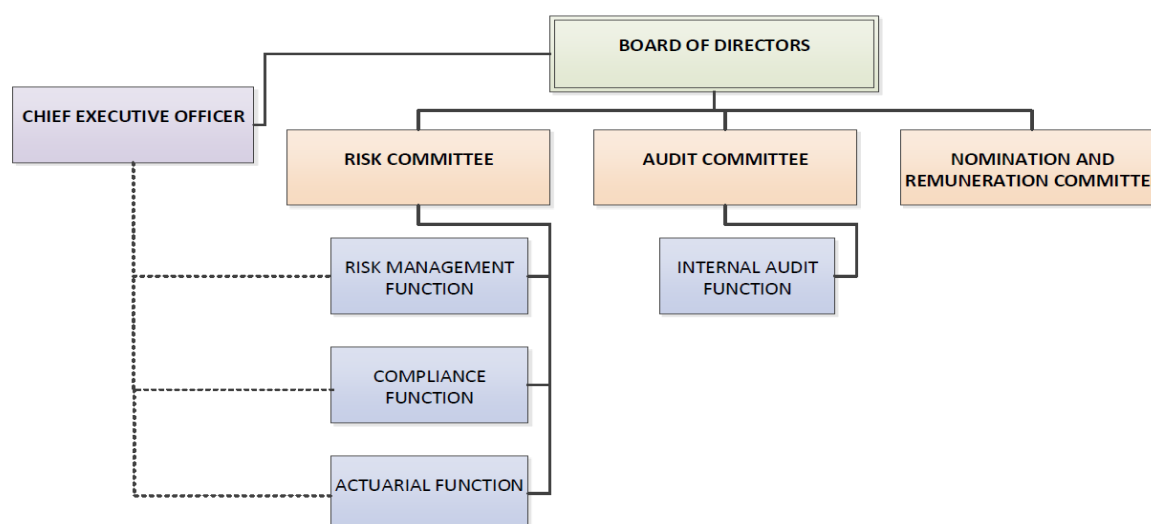 BOARD OF DIRECTORS
CHIEF EXECUTIVE OFFICER
RISK COMMITTEE
AUDIT COMMITTEE
NOMINATION AND
REMUNERATION COMMITTE
RISK MANAGEMENT
FUNCTION
INTERNAL AUDIT
FUNCTION
COMPLIANCE
FUNCTION
ACTUARIAL FUNCTION